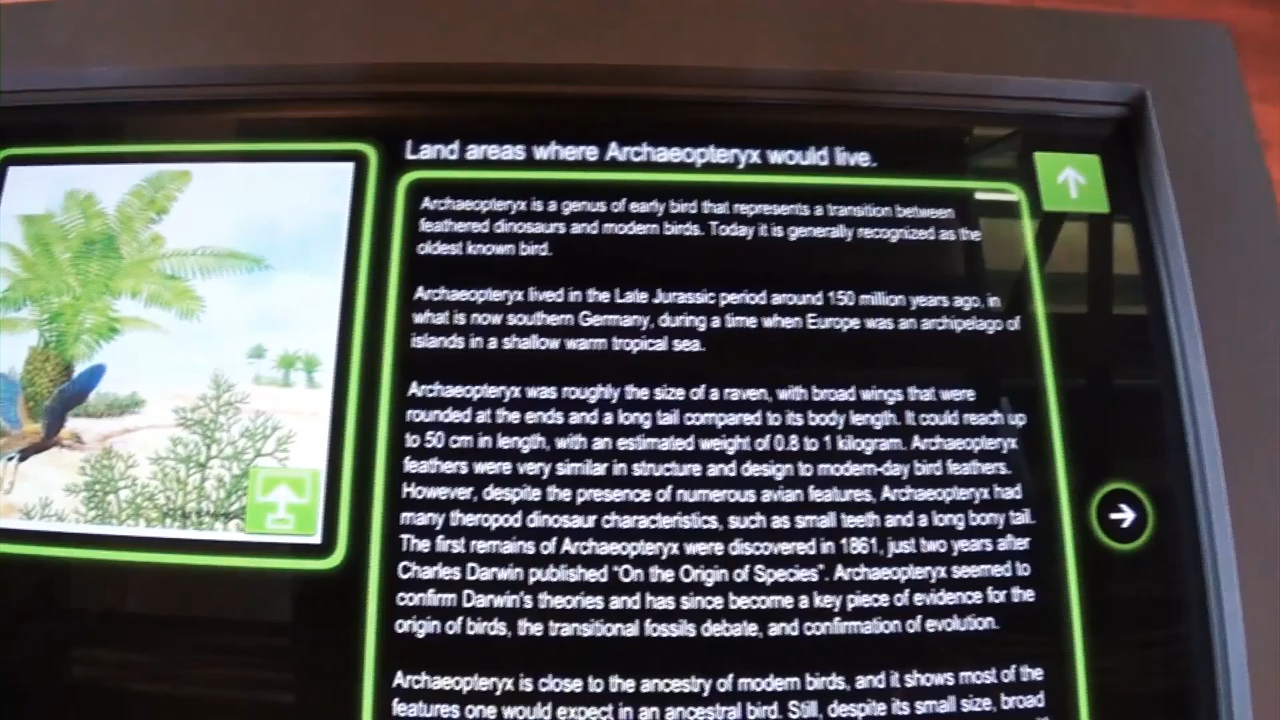 Land areas where Archaeopteryx would live.
Archaeopteryx is a genus of early bird that represents a transition between
feathered dinosaurs and modern birds. Today it is generally recognized as the
oldest known bird.
Archaeopteryx lived in the Late Jurassic period around 150 million years ago, in
what is now southern Germany, during a time when Europe was an archipelago of
islands in a shallow warm tropical sea.
Archaeopteryx was roughly the size of a raven, with broad wings that were
rounded at the ends and a long tail compared to its body length. It could reach up
to 50 cm in length, with an estimated weight of 0.8 to 1 kilogram. Archaeopteryx
feathers were very similar in structure and design to modern-day bird feathers.
However, despite the presence of numerous avian features, Archaeopteryx had
many theropod dinosaur characteristics, such as small teeth and a long bony tail.
The first remains of Archaeopteryx were discovered in 1861, just two years after
Charles Darwin published “On the Origin of Species”. Archaeopteryx seemed to
confirm Darwin's theories and has since become a key piece of evidence for the
origin of birds, the transitional fossils debate, and confirmation of evolution.
Archaeopteryx is close to the ancestry of modern birds, and it shows most of the
features one would expect in an ancestral bird. Still, despite its small size, broad